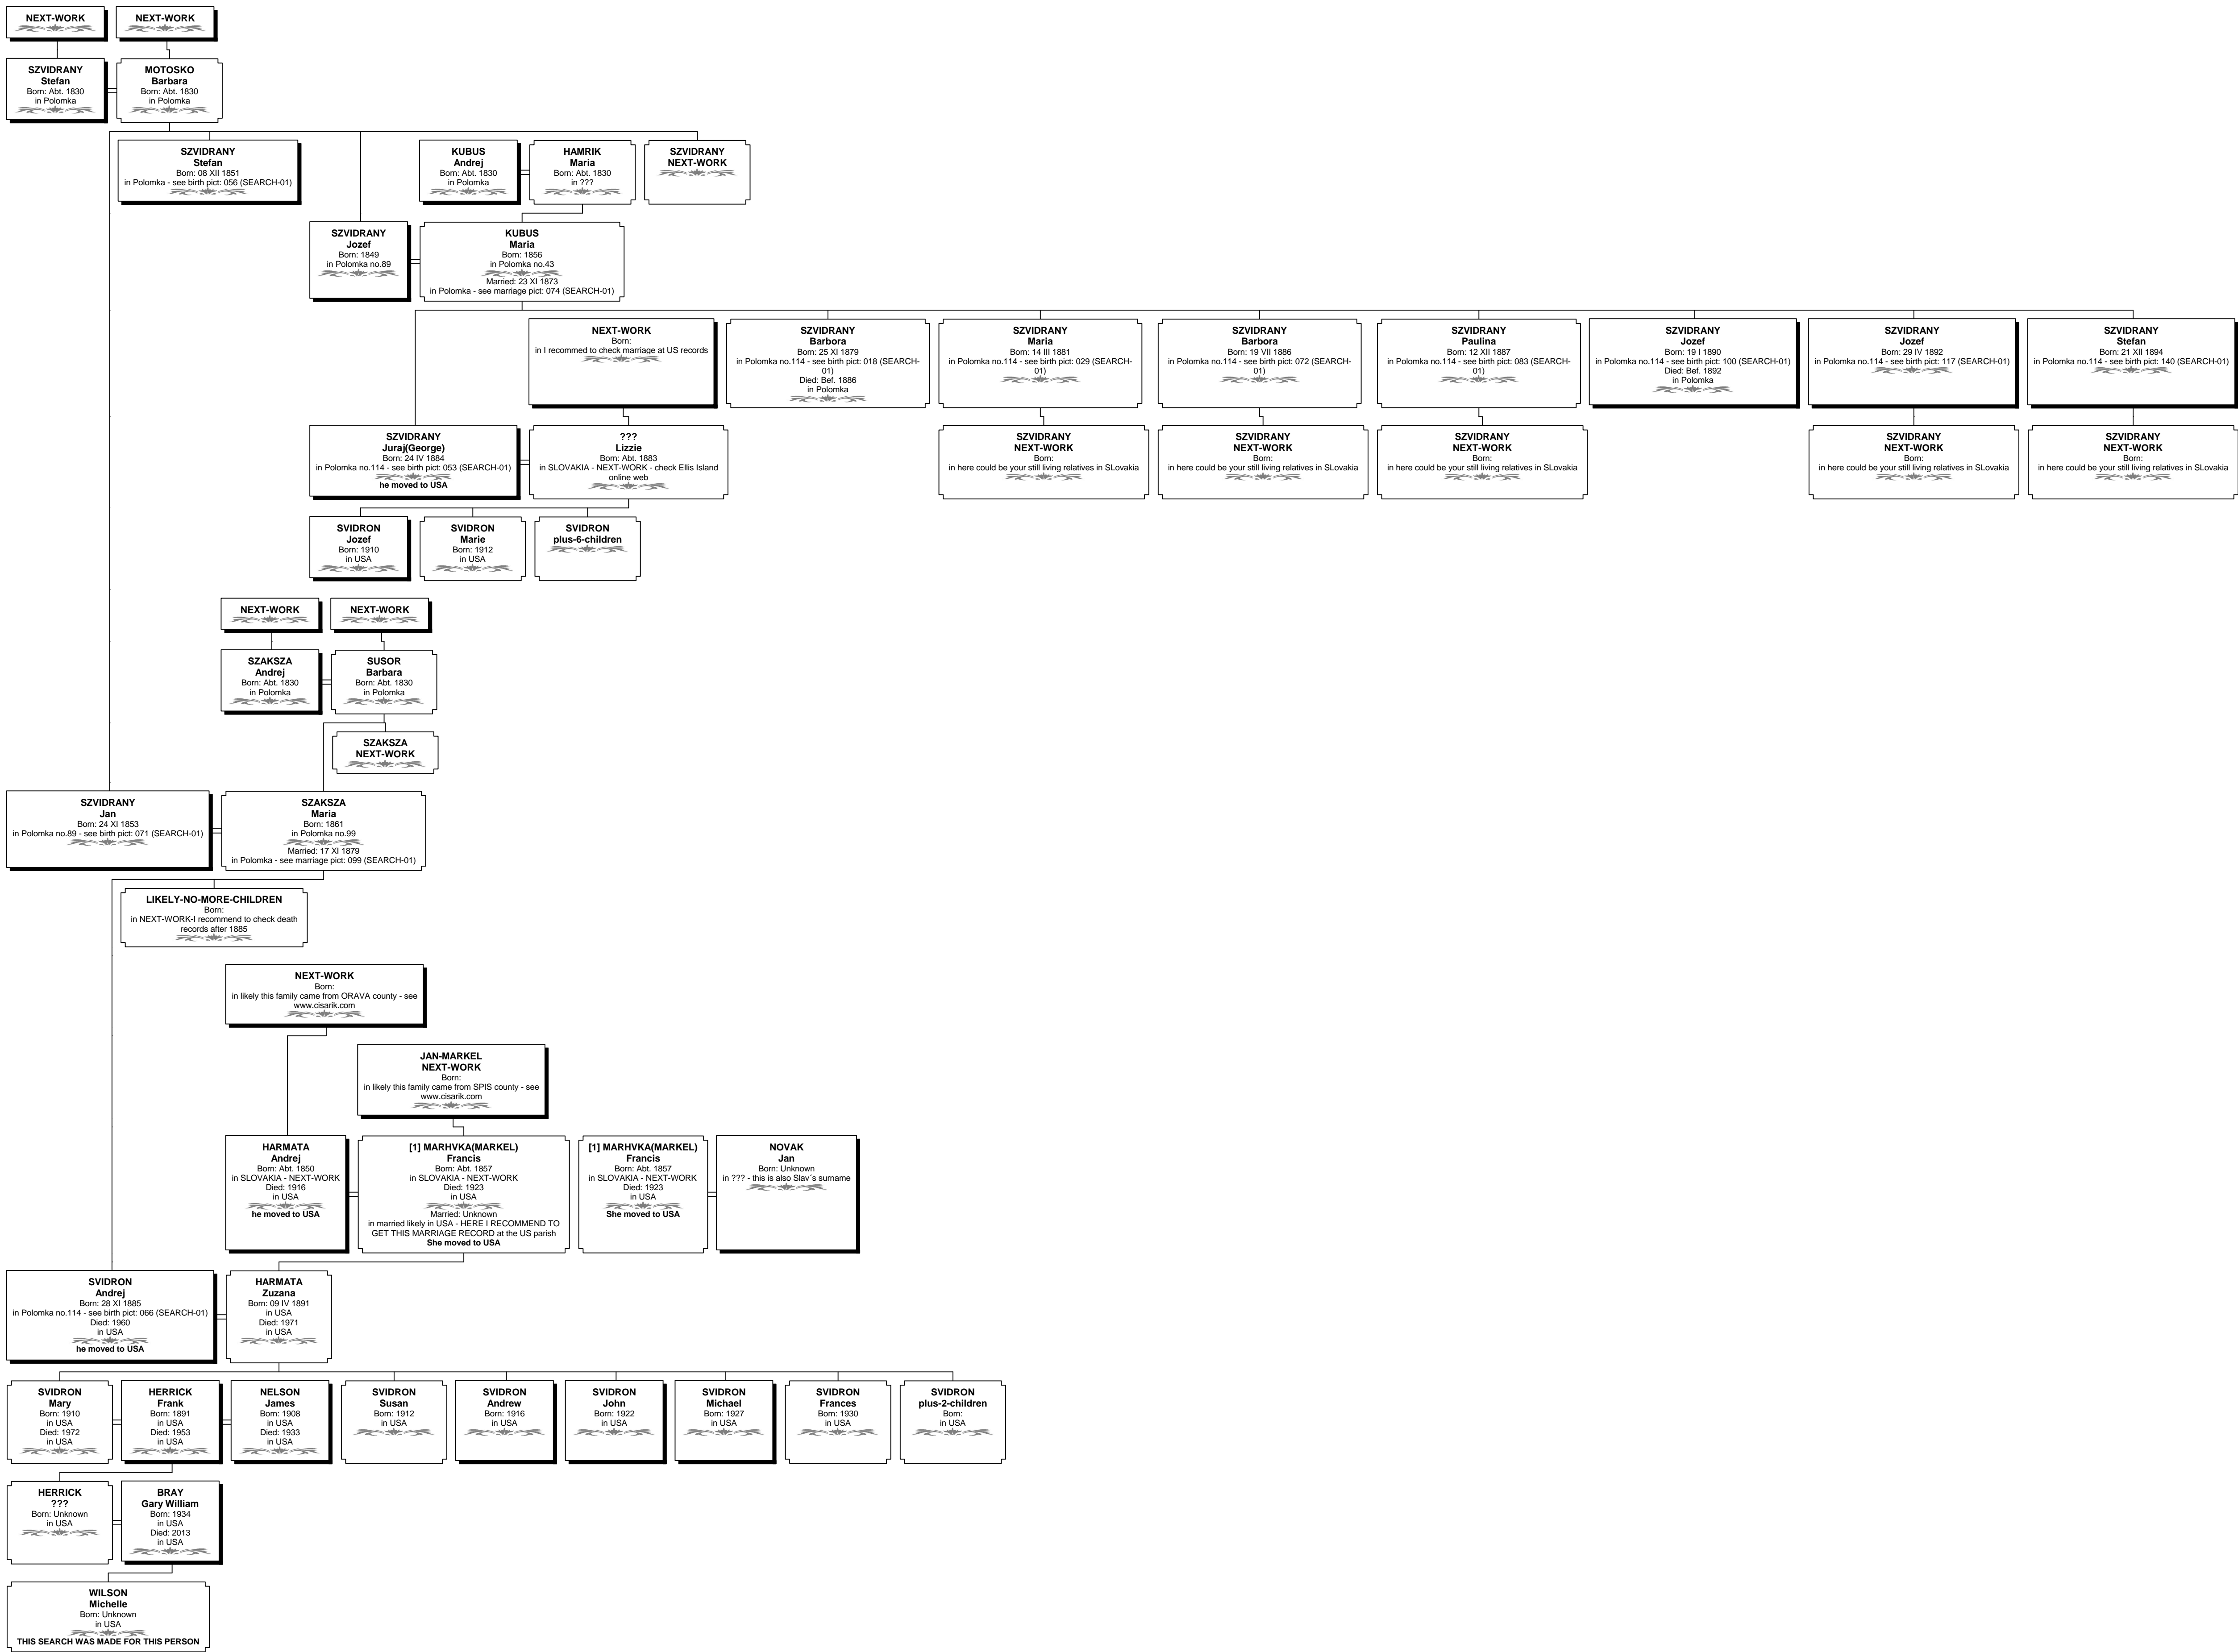 NEXT-WORK
NEXT-WORK
SZVIDRANY
Stefan
Born: Abt. 1830
in Polomka
MOTOSKO
Barbara
Born: Abt. 1830
in Polomka
SZVIDRANY
Stefan
Born: 08 XII 1851
in Polomka - see birth pict: 056 (SEARCH-01)
KUBUS
Andrej
Born: Abt. 1830
in Polomka
HAMRIK
Maria
Born: Abt. 1830
in ???
SZVIDRANY
NEXT-WORK
SZVIDRANY
Jozef
Born: 1849
in Polomka no.89
KUBUS
Maria
Born: 1856
in Polomka no.43
Married: 23 XI 1873
in Polomka - see marriage pict: 074 (SEARCH-01)
NEXT-WORK
Born:
in I recommed to check marriage at US records
SZVIDRANY
Barbora
Born: 25 XI 1879
in Polomka no.114 - see birth pict: 018 (SEARCH-
01)
Died: Bef. 1886
in Polomka
SZVIDRANY
Maria
Born: 14 III 1881
in Polomka no.114 - see birth pict: 029 (SEARCH-
01)
SZVIDRANY
Barbora
Born: 19 VII 1886
in Polomka no.114 - see birth pict: 072 (SEARCH-
01)
SZVIDRANY
Paulina
Born: 12 XII 1887
in Polomka no.114 - see birth pict: 083 (SEARCH-
01)
SZVIDRANY
Jozef
Born: 19 I 1890
in Polomka no.114 - see birth pict: 100 (SEARCH-01)
Died: Bef. 1892
in Polomka
SZVIDRANY
Jozef
Born: 29 IV 1892
in Polomka no.114 - see birth pict: 117 (SEARCH-01)
SZVIDRANY
Stefan
Born: 21 XII 1894
in Polomka no.114 - see birth pict: 140 (SEARCH-01)
SZVIDRANY
Juraj(George)
Born: 24 IV 1884
in Polomka no.114 - see birth pict: 053 (SEARCH-01)
he moved to USA
???
Lizzie
Born: Abt. 1883
in SLOVAKIA - NEXT-WORK - check Ellis Island
online web
SZVIDRANY
NEXT-WORK
Born:
in here could be your still living relatives in SLovakia
SZVIDRANY
NEXT-WORK
Born:
in here could be your still living relatives in SLovakia
SZVIDRANY
NEXT-WORK
Born:
in here could be your still living relatives in SLovakia
SZVIDRANY
NEXT-WORK
Born:
in here could be your still living relatives in SLovakia
SZVIDRANY
NEXT-WORK
Born:
in here could be your still living relatives in SLovakia
SVIDRON
Jozef
Born: 1910
in USA
SVIDRON
Marie
Born: 1912
in USA
SVIDRON
plus-6-children
NEXT-WORK
NEXT-WORK
SZAKSZA
Andrej
Born: Abt. 1830
in Polomka
SUSOR
Barbara
Born: Abt. 1830
in Polomka
SZAKSZA
NEXT-WORK
SZVIDRANY
Jan
Born: 24 XI 1853
in Polomka no.89 - see birth pict: 071 (SEARCH-01)
SZAKSZA
Maria
Born: 1861
in Polomka no.99
Married: 17 XI 1879
in Polomka - see marriage pict: 099 (SEARCH-01)
LIKELY-NO-MORE-CHILDREN
Born:
in NEXT-WORK-I recommend to check death
records after 1885
NEXT-WORK
Born:
in likely this family came from ORAVA county - see
www.cisarik.com
JAN-MARKEL
NEXT-WORK
Born:
in likely this family came from SPIS county - see
www.cisarik.com
HARMATA
Andrej
Born: Abt. 1850
in SLOVAKIA - NEXT-WORK
Died: 1916
in USA
he moved to USA
[1] MARHVKA(MARKEL)
Francis
Born: Abt. 1857
in SLOVAKIA - NEXT-WORK
Died: 1923
in USA
Married: Unknown
in married likely in USA - HERE I RECOMMEND TO
GET THIS MARRIAGE RECORD at the US parish
She moved to USA
[1] MARHVKA(MARKEL)
Francis
Born: Abt. 1857
in SLOVAKIA - NEXT-WORK
Died: 1923
in USA
She moved to USA
NOVAK
Jan
Born: Unknown
in ??? - this is also Slav´s surname
SVIDRON
Andrej
Born: 28 XI 1885
in Polomka no.114 - see birth pict: 066 (SEARCH-01)
Died: 1960
in USA
he moved to USA
HARMATA
Zuzana
Born: 09 IV 1891
in USA
Died: 1971
in USA
SVIDRON
Mary
Born: 1910
in USA
Died: 1972
in USA
HERRICK
Frank
Born: 1891
in USA
Died: 1953
in USA
NELSON
James
Born: 1908
in USA
Died: 1933
in USA
SVIDRON
Susan
Born: 1912
in USA
SVIDRON
Andrew
Born: 1916
in USA
SVIDRON
John
Born: 1922
in USA
SVIDRON
Michael
Born: 1927
in USA
SVIDRON
Frances
Born: 1930
in USA
SVIDRON
plus-2-children
Born:
in USA
HERRICK
???
Born: Unknown
in USA
BRAY
Gary William
Born: 1934
in USA
Died: 2013
in USA
WILSON
Michelle
Born: Unknown
in USA
THIS SEARCH WAS MADE FOR THIS PERSON